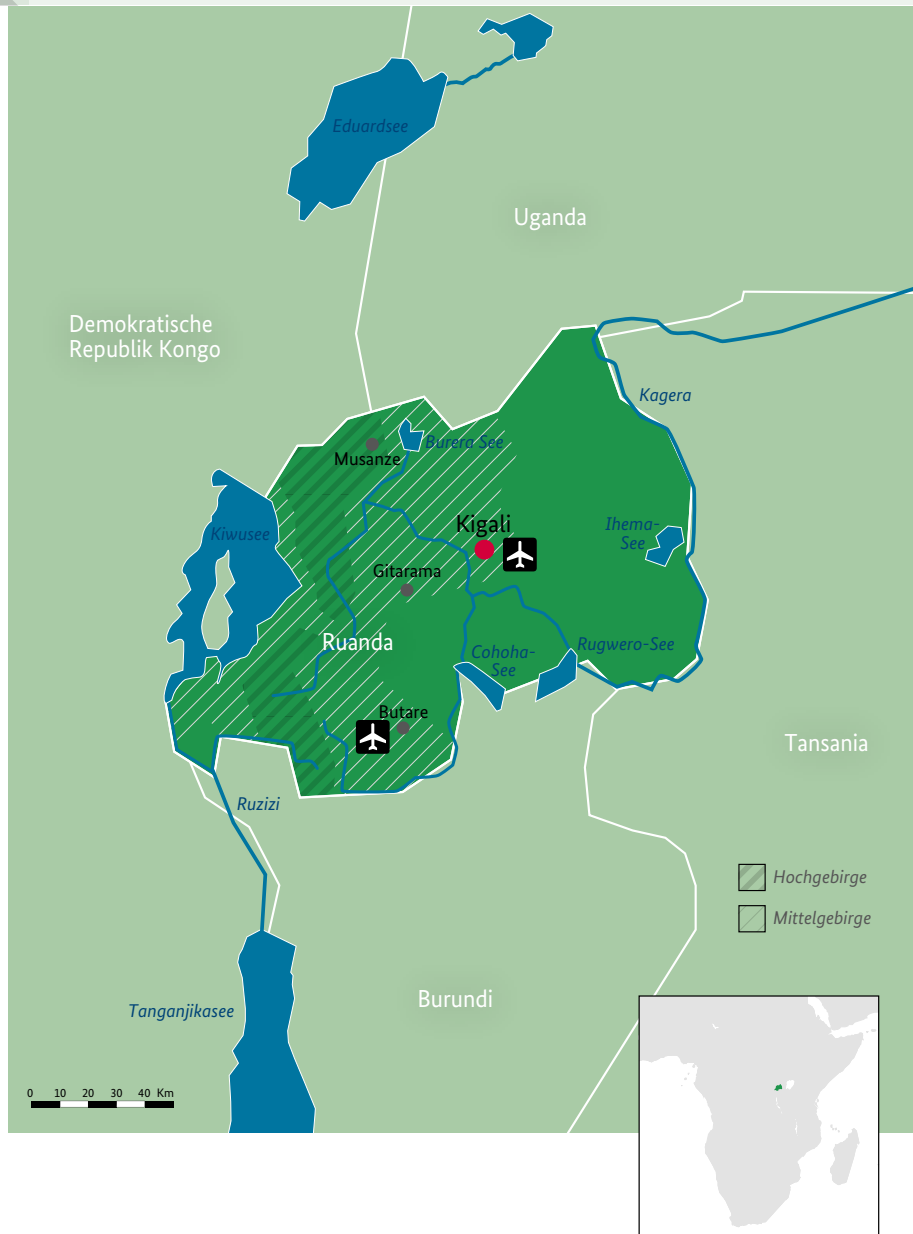 Eduardsee
Uganda
Demokratische
Republik Kongo
Kagera
Burera See
Musanze
Kigali
Ihema-
See
Kiwusee
Gitarama
Ruanda
Cohoha-
See
Rugwero-See
Butare
Tansania
Ruzizi
Hochgebirge
Mittelgebirge
Burundi
Tanganjikasee
0 10 20 30 40 Km